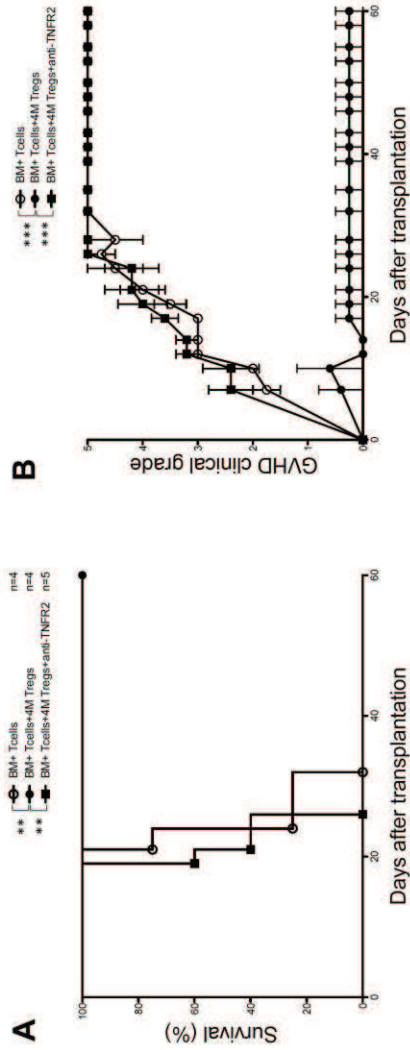 A
BM+ Tcells n=4
** BM+ Tcells+4M Tregs n=4
** BM+ Tcells+4M Tregs+anti-TNFR2 n=5
100
80
60
40
20
0
Survival (%)
0 20 40 60
Days after transplantation
B
BM+ Tcells
*** BM+ Tcells+4M Tregs
*** BM+ Tcells+4M Tregs+anti-TNFR2
5
4
3
2
1
0
GVHD clinical grade
0 20 40 60
Days after transplantation